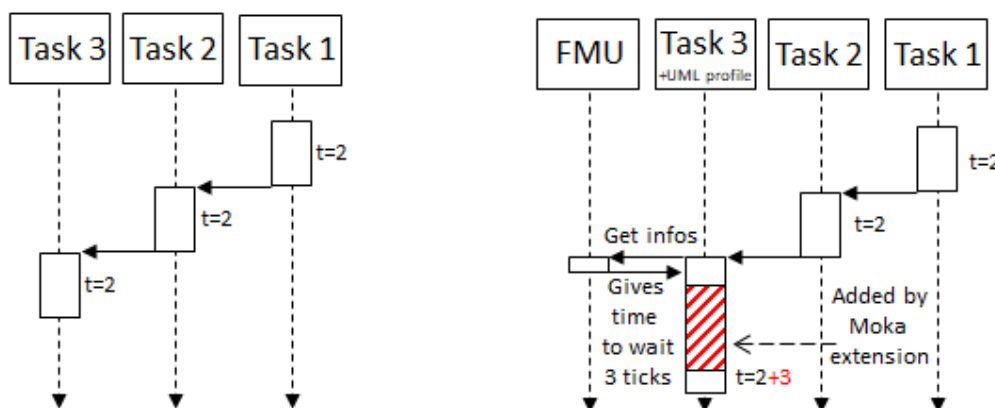 Task 3
Task 2
Task 1
t=2
t=2
t=2
FMU
Task 3
+UML profile
Task 2
Task 1
t=2
t=2
Get infos
Gives
time
to wait
3 ticks
Added by
Moka
extension
t=2+3